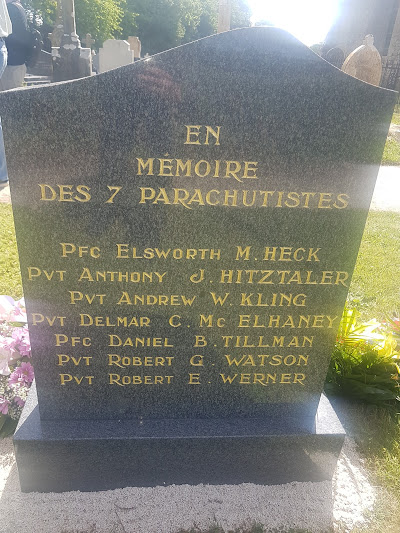 EN
MÉMOIRE
DES 7 PARACHUTISTES
Pfc Elsworth M. HECK
Pvt Anthony J. HITZTALER
Pvt Andrew W. KLING
Pvt Delmar C. Mc ELHANEY
Pfc Daniel B. TILLMAN
Pvt Robert G. WATSON
Pvt Robert E. WERNER